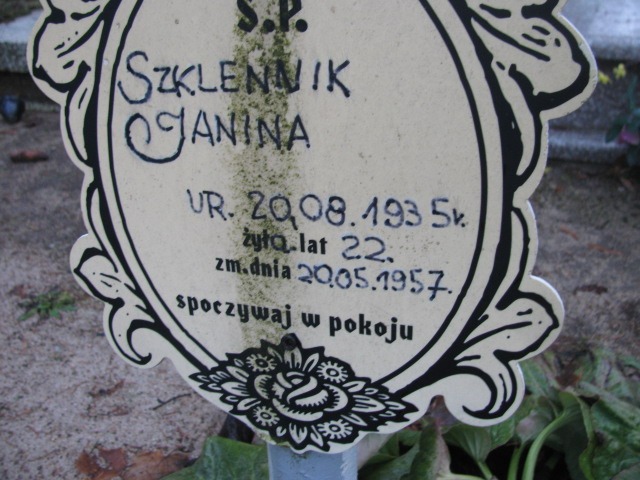 Ś.P.
SZKLENNIK
JANINA
UR. 20,08.1935r.
żyła lat 22.
zm. dnia 20.05.1957.
spoczywaj w pokoju